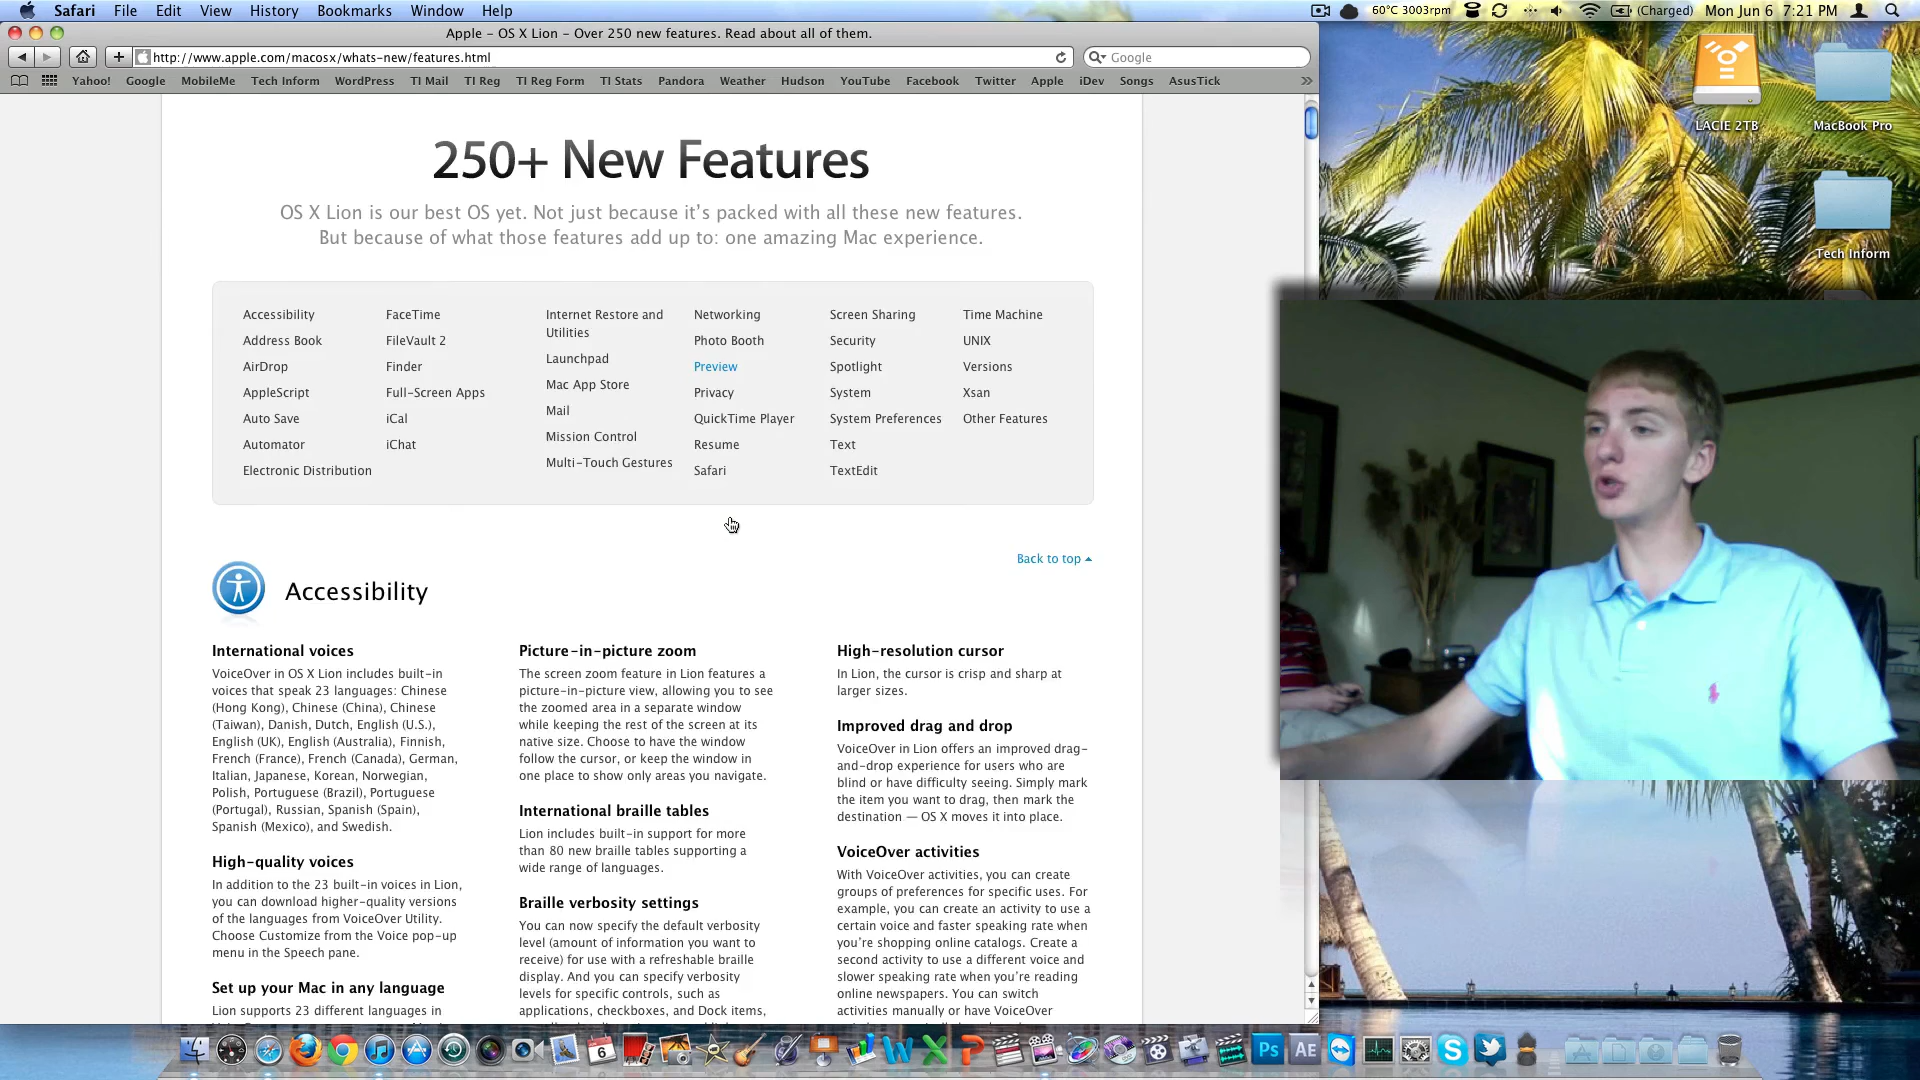 Safari File Edit View History Bookmarks Window Help
60°C 3003rpm (Charged) Mon Jun 6 7:21 PM
Apple – OS X Lion – Over 250 new features. Read about all of them.
http://www.apple.com/macosx/whats-new/features.html
Google
Yahoo! Google MobileMe Tech Inform WordPress TI Mail TI Reg TI Reg Form TI Stats Pandora Weather Hudson YouTube Facebook Twitter Apple iDev Songs AsusTick
LACIE 2TB
MacBook Pro
Tech Inform
250+ New Features
OS X Lion is our best OS yet. Not just because it’s packed with all these new features.
But because of what those features add up to: one amazing Mac experience.
Accessibility
Address Book
AirDrop
AppleScript
Auto Save
Automator
Electronic Distribution
FaceTime
FileVault 2
Finder
Full-Screen Apps
iCal
iChat
Internet Restore and
Utilities
Launchpad
Mac App Store
Mail
Mission Control
Multi-Touch Gestures
Networking
Photo Booth
Preview
Privacy
QuickTime Player
Resume
Safari
Screen Sharing
Security
Spotlight
System
System Preferences
Text
TextEdit
Time Machine
UNIX
Versions
Xsan
Other Features
Back to top
Accessibility
International voices
VoiceOver in OS X Lion includes built-in
voices that speak 23 languages: Chinese
(Hong Kong), Chinese (China), Chinese
(Taiwan), Danish, Dutch, English (U.S.),
English (UK), English (Australia), Finnish,
French (France), French (Canada), German,
Italian, Japanese, Korean, Norwegian,
Polish, Portuguese (Brazil), Portuguese
(Portugal), Russian, Spanish (Spain),
Spanish (Mexico), and Swedish.
High-quality voices
In addition to the 23 built-in voices in Lion,
you can download higher-quality versions
of the languages from VoiceOver Utility.
Choose Customize from the Voice pop-up
menu in the Speech pane.
Set up your Mac in any language
Lion supports 23 different languages in
Picture-in-picture zoom
The screen zoom feature in Lion features a
picture-in-picture view, allowing you to see
the zoomed area in a separate window
while keeping the rest of the screen at its
native size. Choose to have the window
follow the cursor, or keep the window in
one place to show only areas you navigate.
International braille tables
Lion includes built-in support for more
than 80 new braille tables supporting a
wide range of languages.
Braille verbosity settings
You can now specify the default verbosity
level (amount of information you want to
receive) for use with a refreshable braille
display. And you can specify verbosity
levels for specific controls, such as
applications, checkboxes, and Dock items,
High-resolution cursor
In Lion, the cursor is crisp and sharp at
larger sizes.
Improved drag and drop
VoiceOver in Lion offers an improved drag-
and-drop experience for users who are
blind or have difficulty seeing. Simply mark
the item you want to drag, then mark the
destination — OS X moves it into place.
VoiceOver activities
With VoiceOver activities, you can create
groups of preferences for specific uses. For
example, you can create an activity to use a
certain voice and faster speaking rate when
you’re shopping online catalogs. Create a
second activity to use a different voice and
slower speaking rate when you’re reading
online newspapers. You can switch
activities manually or have VoiceOver
6
Ps
AE